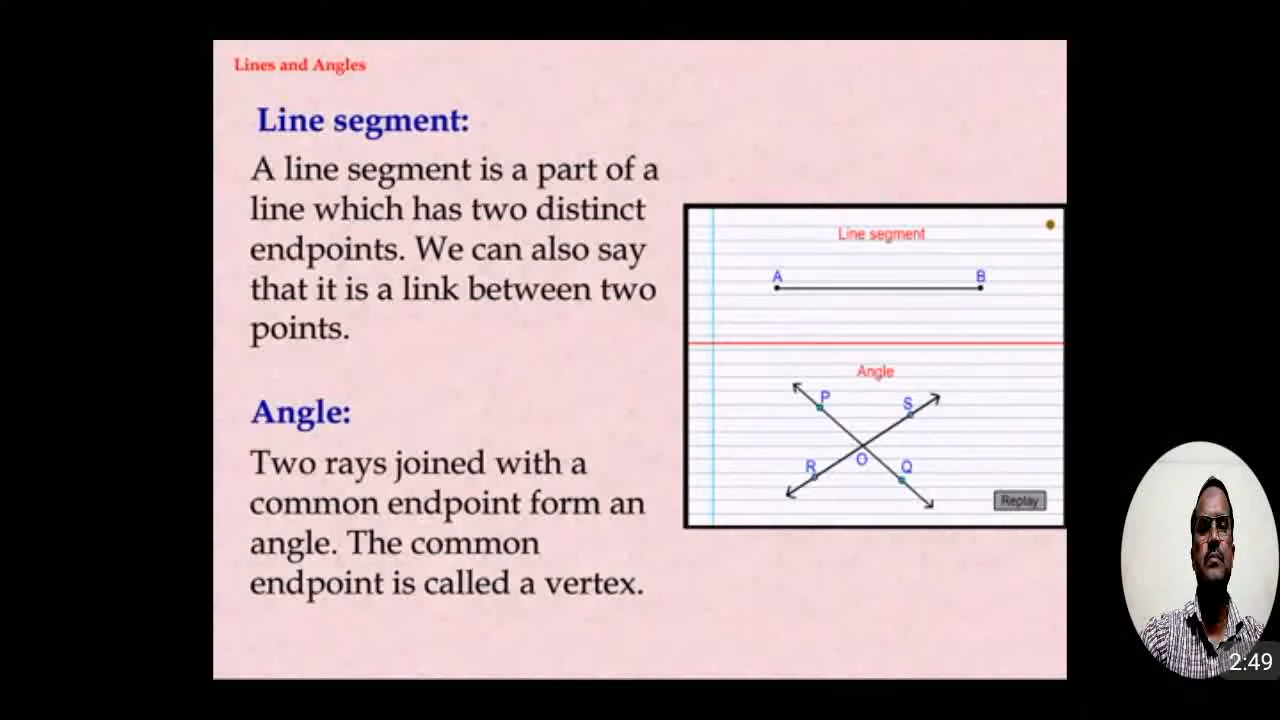 Lines and Angles
Line segment:
A line segment is a part of a
line which has two distinct
endpoints. We can also say
that it is a link between two
points.
Angle:
Two rays joined with a
common endpoint form an
angle. The common
endpoint is called a vertex.
Line segment
A B
Angle
P S
R O Q
Replay
2:49